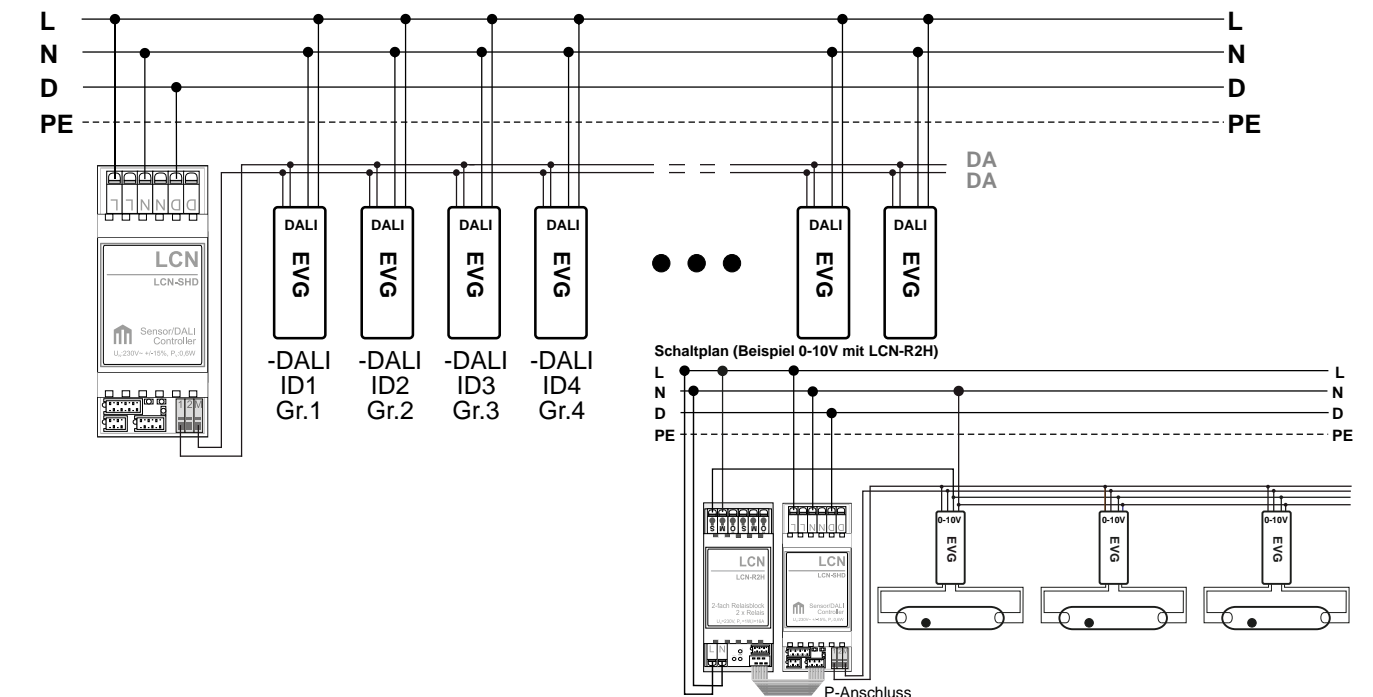 L L
N N
D D
PE PE
DA
DA
L L N N D D
LCN
LCN-SHD
Sensor/DALI
Controller
1 2 M
DALI DALI DALI DALI DALI DALI
EVG EVG EVG EVG EVG EVG
-DALI -DALI -DALI -DALI
ID1 ID2 ID3 ID4
Gr.1 Gr.2 Gr.3 Gr.4
Schaltplan (Beispiel 0-10V mit LCN-R2H)
L L
N N
D D
PE PE
S M O S M O
L L N N D D
LCN
LCN-R2H
2-fach Relaisblock
2 x Relais
L N
LCN
LCN-SHD
Sensor/DALI
Controller
0-10V 0-10V 0-10V
EVG EVG EVG
P-Anschluss